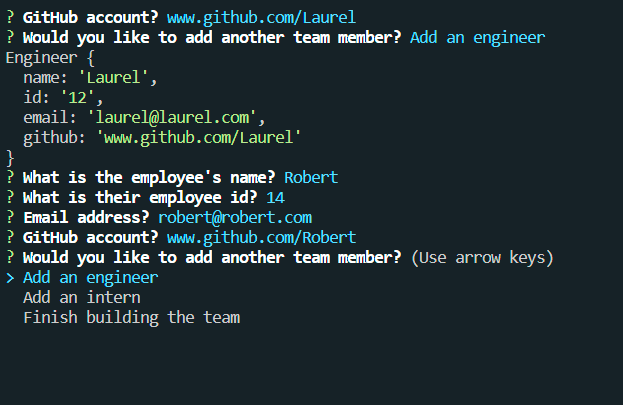 ? GitHub account? www.github.com/Laurel
? Would you like to add another team member? Add an engineer
Engineer {
  name: 'Laurel',
  id: '12',
  email: 'laurel@laurel.com',
  github: 'www.github.com/Laurel'
}
? What is the employee's name? Robert
? What is their employee id? 14
? Email address? robert@robert.com
? GitHub account? www.github.com/Robert
? Would you like to add another team member? (Use arrow keys)
> Add an engineer
  Add an intern
  Finish building the team